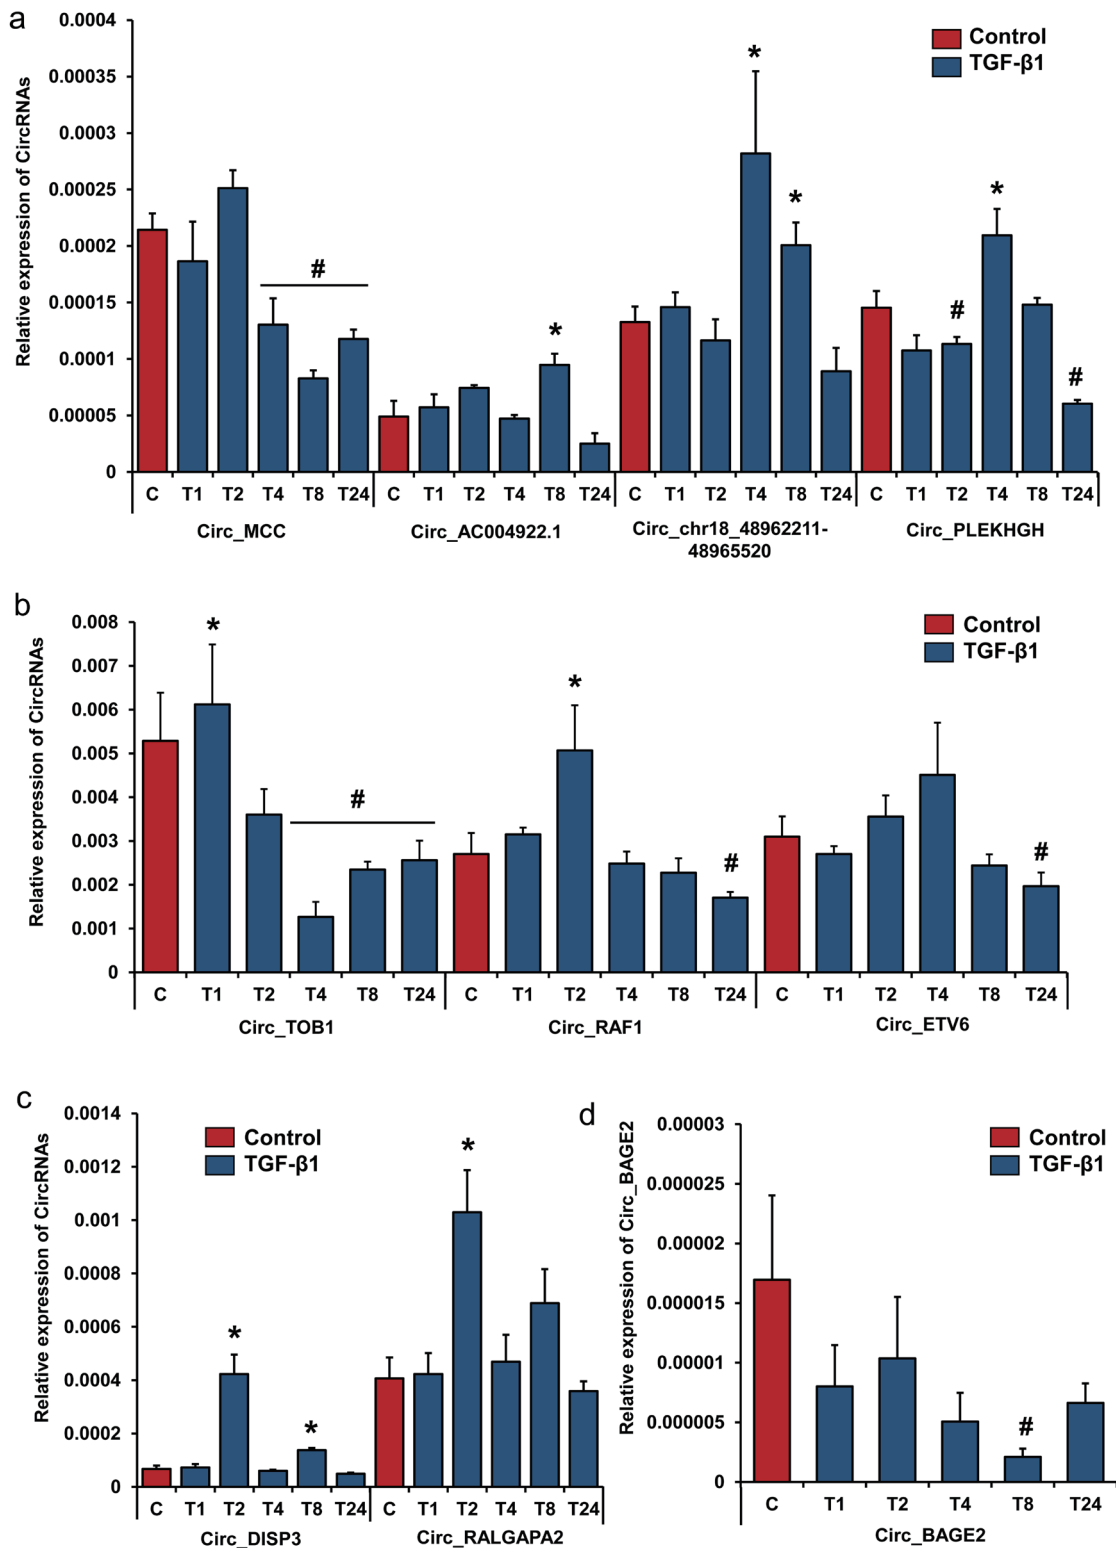 a
Relative expression of CircRNAs
0.0004
0.00035
0.0003
0.00025
0.0002
0.00015
0.0001
0.00005
0
Control
TGF-β1
#
*
*
*
*
#
#
C T1 T2 T4 T8 T24 C T1 T2 T4 T8 T24 C T1 T2 T4 T8 T24 C T1 T2 T4 T8 T24
Circ_MCC
Circ_AC004922.1
Circ_chr18_48962211-
48965520
Circ_PLEKHGH
b
Relative expression of CircRNAs
0.008
0.007
0.006
0.005
0.004
0.003
0.002
0.001
0
Control
TGF-β1
*
#
*
#
#
C T1 T2 T4 T8 T24 C T1 T2 T4 T8 T24 C T1 T2 T4 T8 T24
Circ_TOB1
Circ_RAF1
Circ_ETV6
c
Relative expression of CircRNAs
0.0014
0.0012
0.001
0.0008
0.0006
0.0004
0.0002
0
Control
TGF-β1
*
*
*
C T1 T2 T4 T8 T24 C T1 T2 T4 T8 T24
Circ_DISP3
Circ_RALGAPA2
d
Relative expression of Circ_BAGE2
0.00003
0.000025
0.00002
0.000015
0.00001
0.000005
0
Control
TGF-β1
#
C T1 T2 T4 T8 T24
Circ_BAGE2